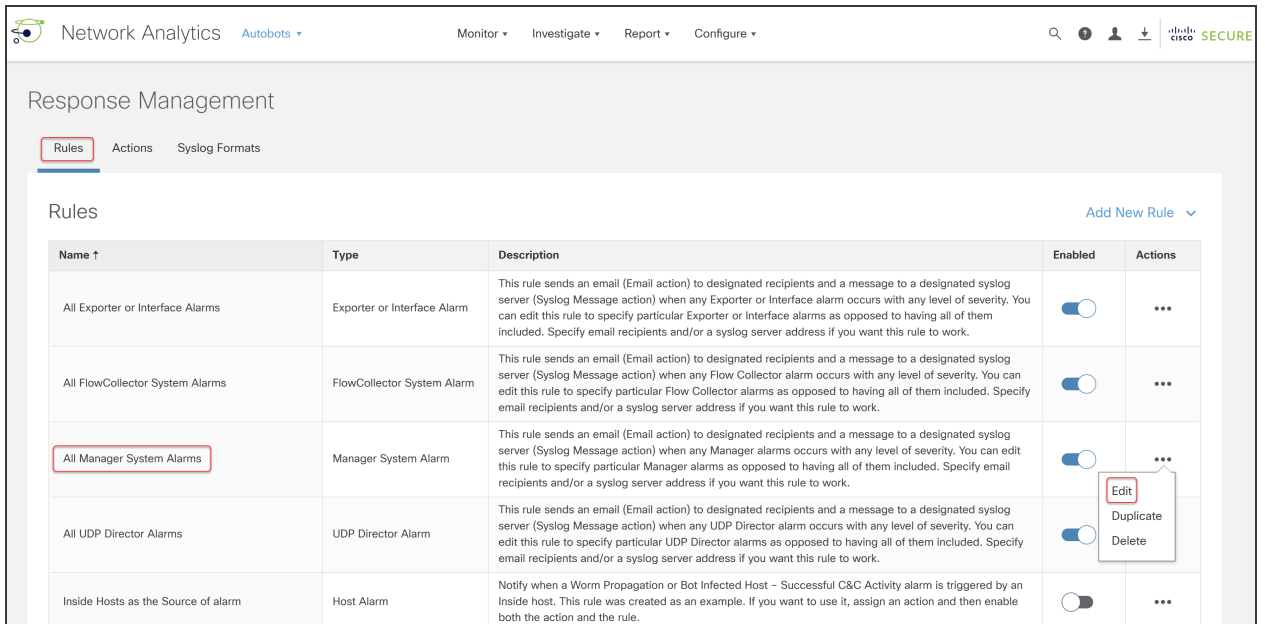 Network Analytics Autobots ▾ Monitor ▾ Investigate ▾ Report ▾ Configure ▾ cisco SECURE
Response Management
Rules Actions Syslog Formats
Rules Add New Rule
Name ↑ Type Description Enabled Actions
All Exporter or Interface Alarms
Exporter or Interface Alarm
This rule sends an email (Email action) to designated recipients and a message to a designated syslog
server (Syslog Message action) when any Exporter or Interface alarm occurs with any level of severity. You
can edit this rule to specify particular Exporter or Interface alarms as opposed to having all of them
included. Specify email recipients and/or a syslog server address if you want this rule to work.
All FlowCollector System Alarms
FlowCollector System Alarm
This rule sends an email (Email action) to designated recipients and a message to a designated syslog
server (Syslog Message action) when any Flow Collector alarm occurs with any level of severity. You can
edit this rule to specify particular Flow Collector alarms as opposed to having all of them included. Specify
email recipients and/or a syslog server address if you want this rule to work.
All Manager System Alarms
Manager System Alarm
This rule sends an email (Email action) to designated recipients and a message to a designated syslog
server (Syslog Message action) when any Manager alarms occurs with any level of severity. You can edit
this rule to specify particular Manager alarms as opposed to having all of them included. Specify email
recipients and/or a syslog server address if you want this rule to work.
Edit
Duplicate
Delete
All UDP Director Alarms
UDP Director Alarm
This rule sends an email (Email action) to designated recipients and a message to a designated syslog
server (Syslog Message action) when any UDP Director alarm occurs with any level of severity. You can
edit this rule to specify particular UDP Director alarms as opposed to having all of them included. Specify
email recipients and/or a syslog server address if you want this rule to work.
Inside Hosts as the Source of alarm
Host Alarm
Notify when a Worm Propagation or Bot Infected Host – Successful C&C Activity alarm is triggered by an
Inside host. This rule was created as an example. If you want to use it, assign an action and then enable
both the action and the rule.